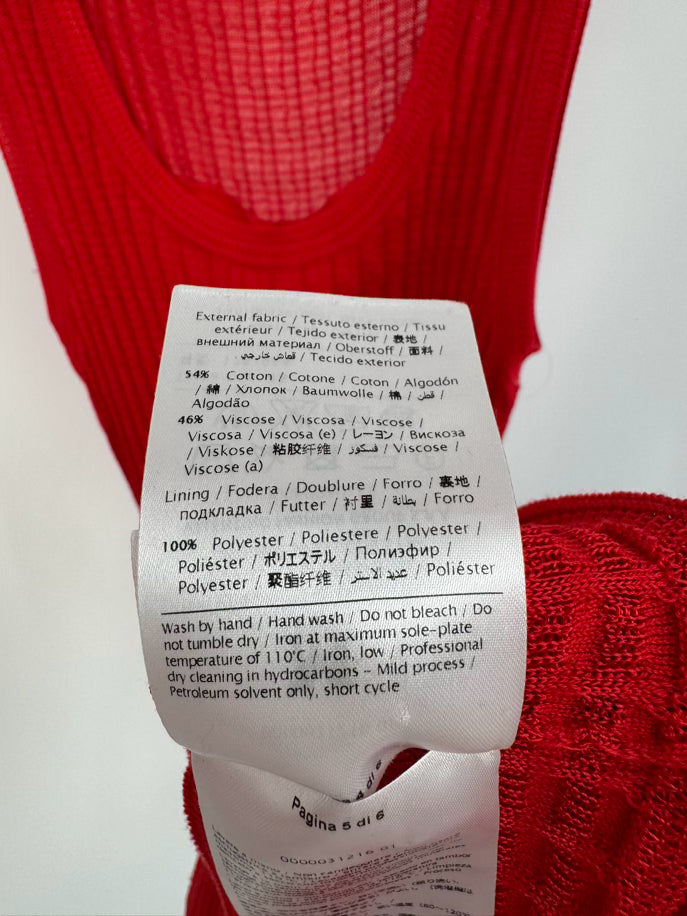 External fabric / Tessuto esterno / Tissu
extérieur / Tejido exterior / 裹地 /
внешний материал / Oberstoff / 面料 /
قماش خارجي / Tecido exterior
54% Cotton / Cotone / Coton / Algodón
/ 綿 / Хлопок / Baumwolle / 棉 / قطن /
Algodão
46% Viscose / Viscosa / Viscose /
Viscosa / Viscosa (e) / レーヨン / Вискоза
/ Viskose / 粘胶纤维 / فسكوز / Viscose /
Viscose (a)
Lining / Fodera / Doublure / Forro / 裏地 /
подкладка / Futter / 衬里 / بطانة / Forro
100% Polyester / Poliestere / Polyester /
Poliéster / ポリエステル / Полиэфир /
Polyester / 聚酯纤维 / عديد الاستر / Poliéster
Wash by hand / Hand wash / Do not bleach / Do
not tumble dry / Iron at maximum sole-plate
temperature of 110°C / Iron, low / Professional
dry cleaning in hydrocarbons - Mild process /
Petroleum solvent only, short cycle
4 di 6
Pagina 5 di 6
0000031216 01